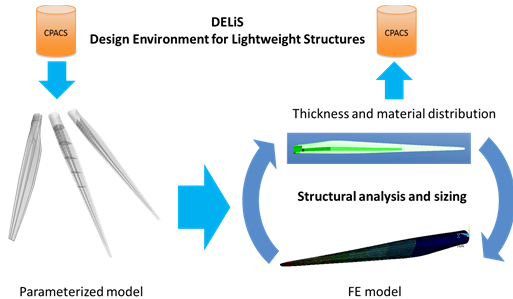 DELiS
Design Environment for Lightweight Structures
CPACS
CPACS
Thickness and material distribution
Structural analysis and sizing
Parameterized model
FE model